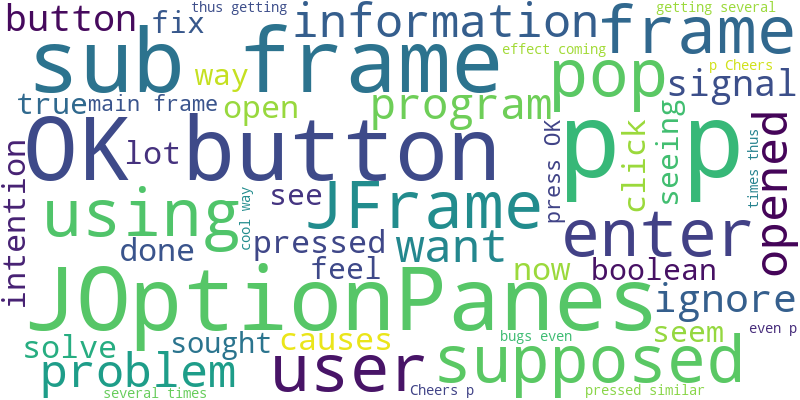 button
fix
thus getting
information
getting several
frame
sub frame
effect coming
p Cheers
way
pop
signal
true
main frame
open
program
OK
button
p p
opened
lot
press OK
click
seeing
times thus
intention
using
cool way
see
JFrame
enter
done
pressed
want
feel
now
boolean
JOptionPanes
ignore
solve
sought
causes
bugs even
seem
even p
problem
user
supposed
several times
Cheers p
pressed similar